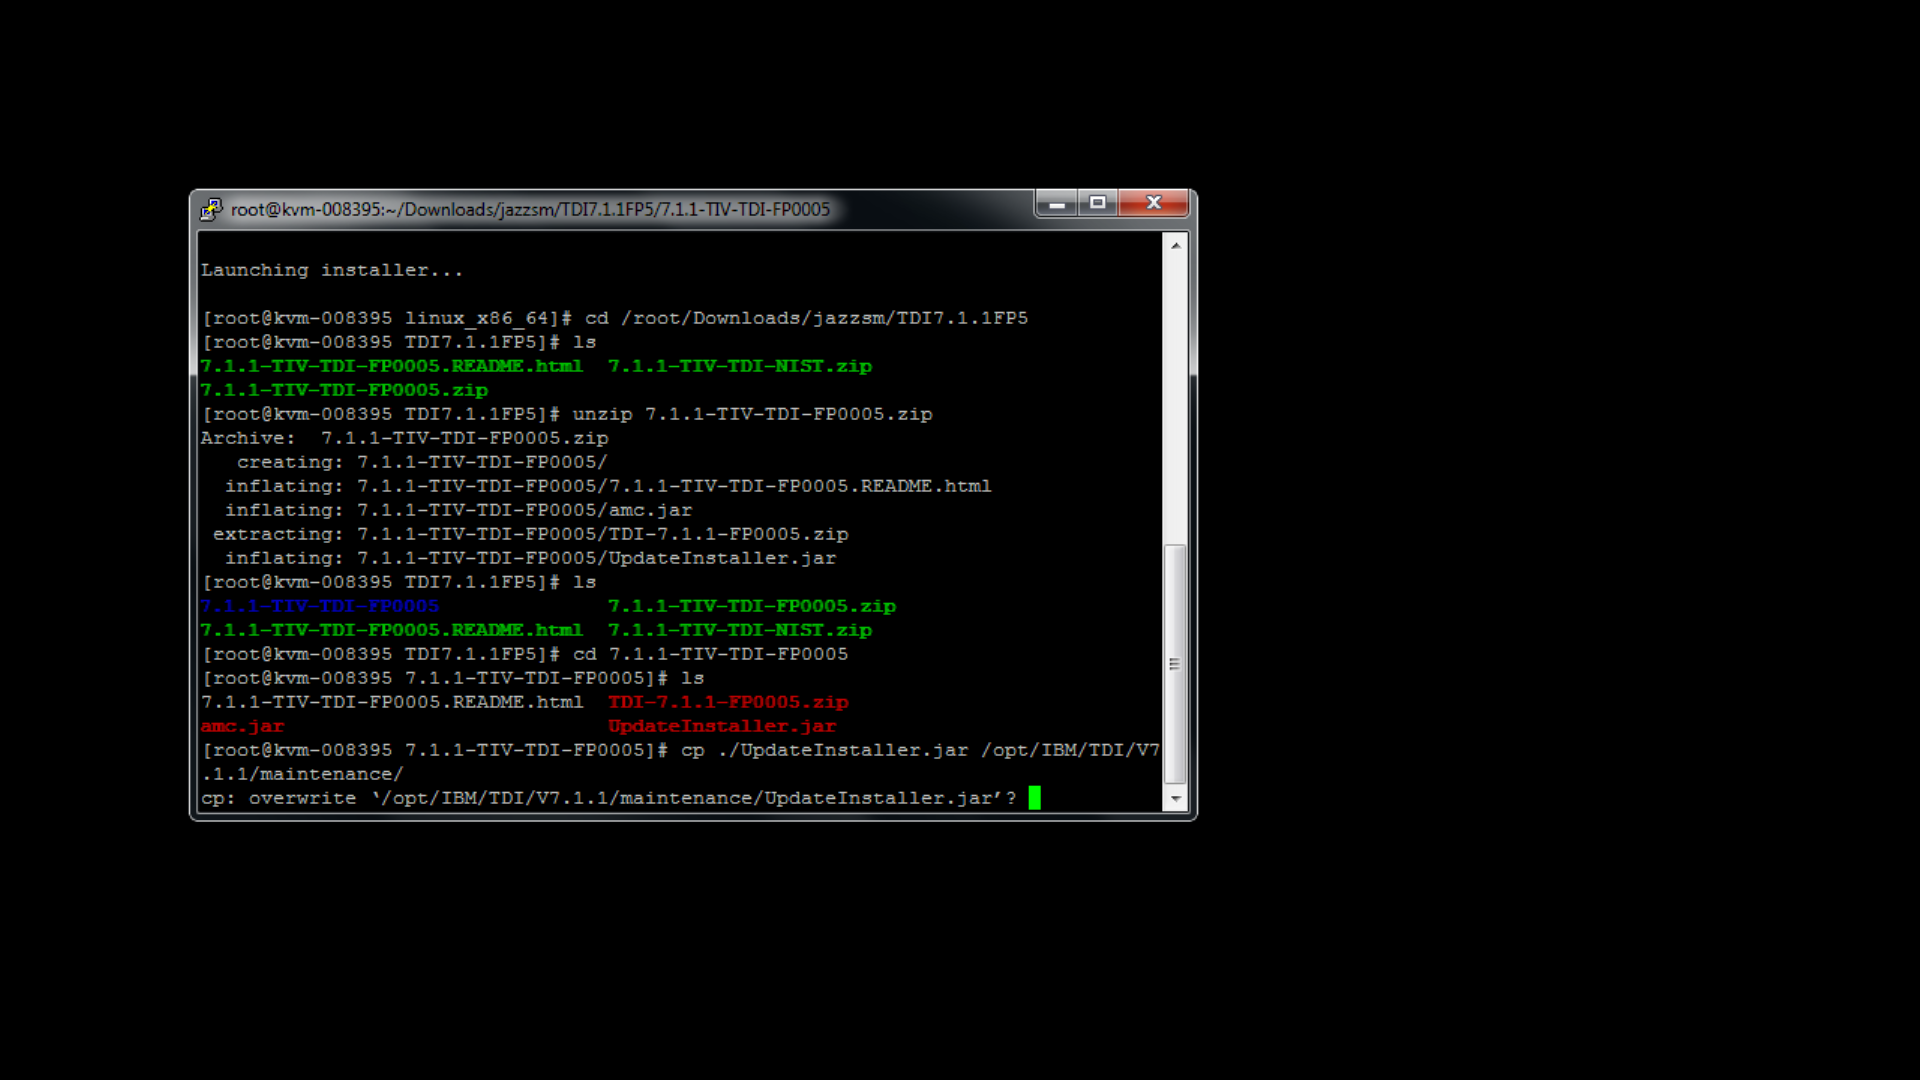 root@kvm-008395:~/Downloads/jazzsm/TDI7.1.1FP5/7.1.1-TIV-TDI-FP0005
Launching installer...
[root@kvm-008395 linux_x86_64]# cd /root/Downloads/jazzsm/TDI7.1.1FP5
[root@kvm-008395 TDI7.1.1FP5]# ls
7.1.1-TIV-TDI-FP0005.README.html  7.1.1-TIV-TDI-NIST.zip
7.1.1-TIV-TDI-FP0005.zip
[root@kvm-008395 TDI7.1.1FP5]# unzip 7.1.1-TIV-TDI-FP0005.zip
Archive:  7.1.1-TIV-TDI-FP0005.zip
   creating: 7.1.1-TIV-TDI-FP0005/
  inflating: 7.1.1-TIV-TDI-FP0005/7.1.1-TIV-TDI-FP0005.README.html
  inflating: 7.1.1-TIV-TDI-FP0005/amc.jar
 extracting: 7.1.1-TIV-TDI-FP0005/TDI-7.1.1-FP0005.zip
  inflating: 7.1.1-TIV-TDI-FP0005/UpdateInstaller.jar
[root@kvm-008395 TDI7.1.1FP5]# ls
7.1.1-TIV-TDI-FP0005              7.1.1-TIV-TDI-FP0005.zip
7.1.1-TIV-TDI-FP0005.README.html  7.1.1-TIV-TDI-NIST.zip
[root@kvm-008395 TDI7.1.1FP5]# cd 7.1.1-TIV-TDI-FP0005
[root@kvm-008395 7.1.1-TIV-TDI-FP0005]# ls
7.1.1-TIV-TDI-FP0005.README.html  TDI-7.1.1-FP0005.zip
amc.jar                           UpdateInstaller.jar
[root@kvm-008395 7.1.1-TIV-TDI-FP0005]# cp ./UpdateInstaller.jar /opt/IBM/TDI/V7
.1.1/maintenance/
cp: overwrite ‘/opt/IBM/TDI/V7.1.1/maintenance/UpdateInstaller.jar’?